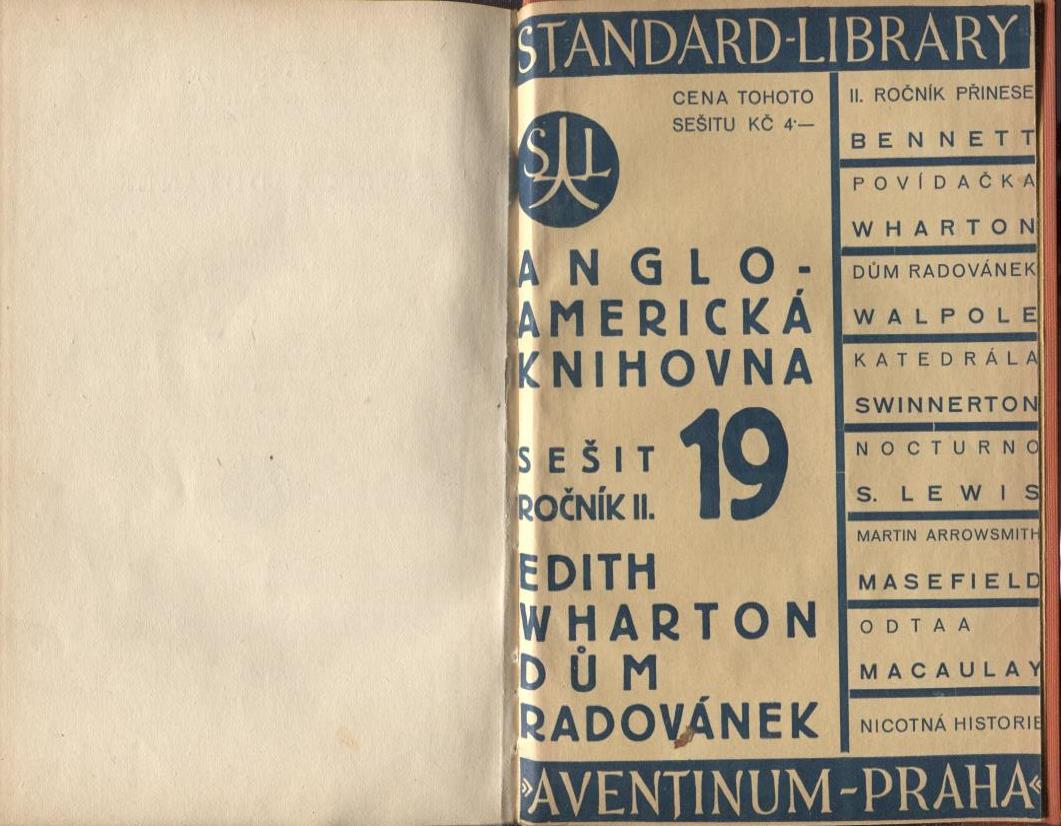 STANDARD-LIBRARY
CENA TOHOTO
SEŠITU KČ 4·—
SLL
ANGLO-
AMERICKÁ
KNIHOVNA
SEŠIT 19
ROČNÍK II.
EDITH
WHARTON
DŮM
RADOVÁNEK
II. ROČNÍK PŘINESE
BENNETT
POVÍDAČKA
WHARTON
DŮM RADOVÁNEK
WALPOLE
KATEDRÁLA
SWINNERTON
NOCTURNO
S. LEWIS
MARTIN ARROWSMITH
MASEFIELD
ODTAA
MACAULAY
NICOTNÁ HISTORIE
»AVENTINUM-PRAHA«